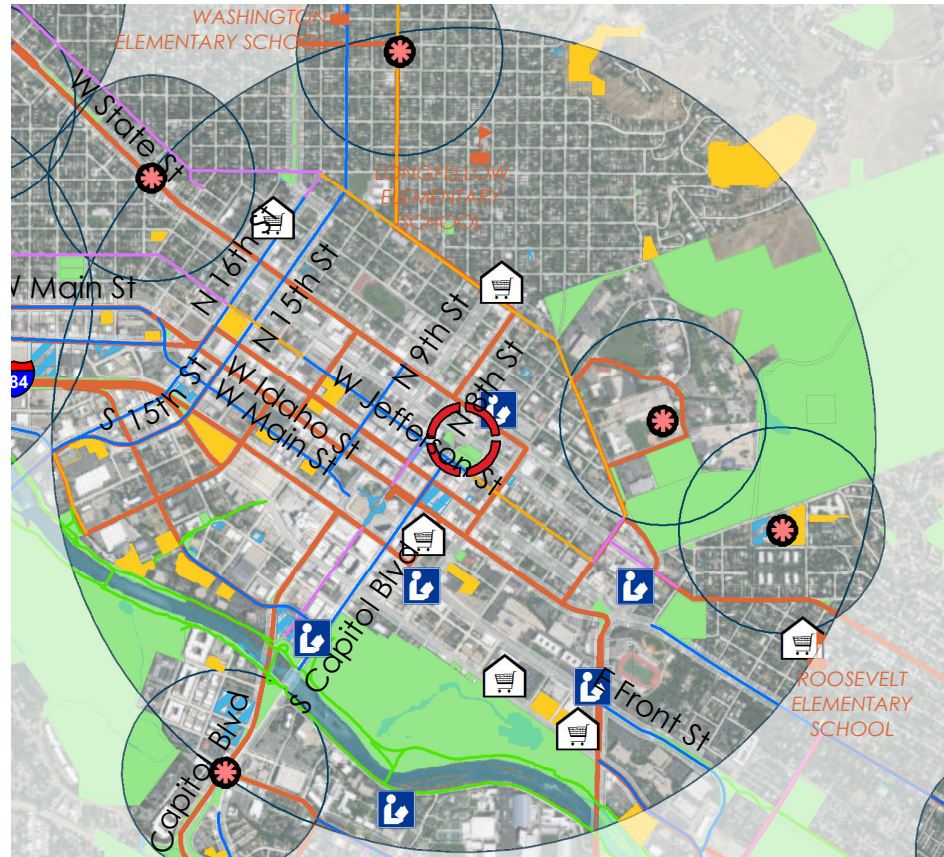 WASHINGTON
ELEMENTARY SCHOOL
W State St
LONGFELLOW
ELEMENTARY
SCHOOL
N 16th St
N 15th St
W Main St
N 9th St
N 8th St
84
S 15th St
W Idaho St
W Main St
W Jefferson St
S Capitol Blvd
Capitol Blvd
E Front St
ROOSEVELT
ELEMENTARY
SCHOOL